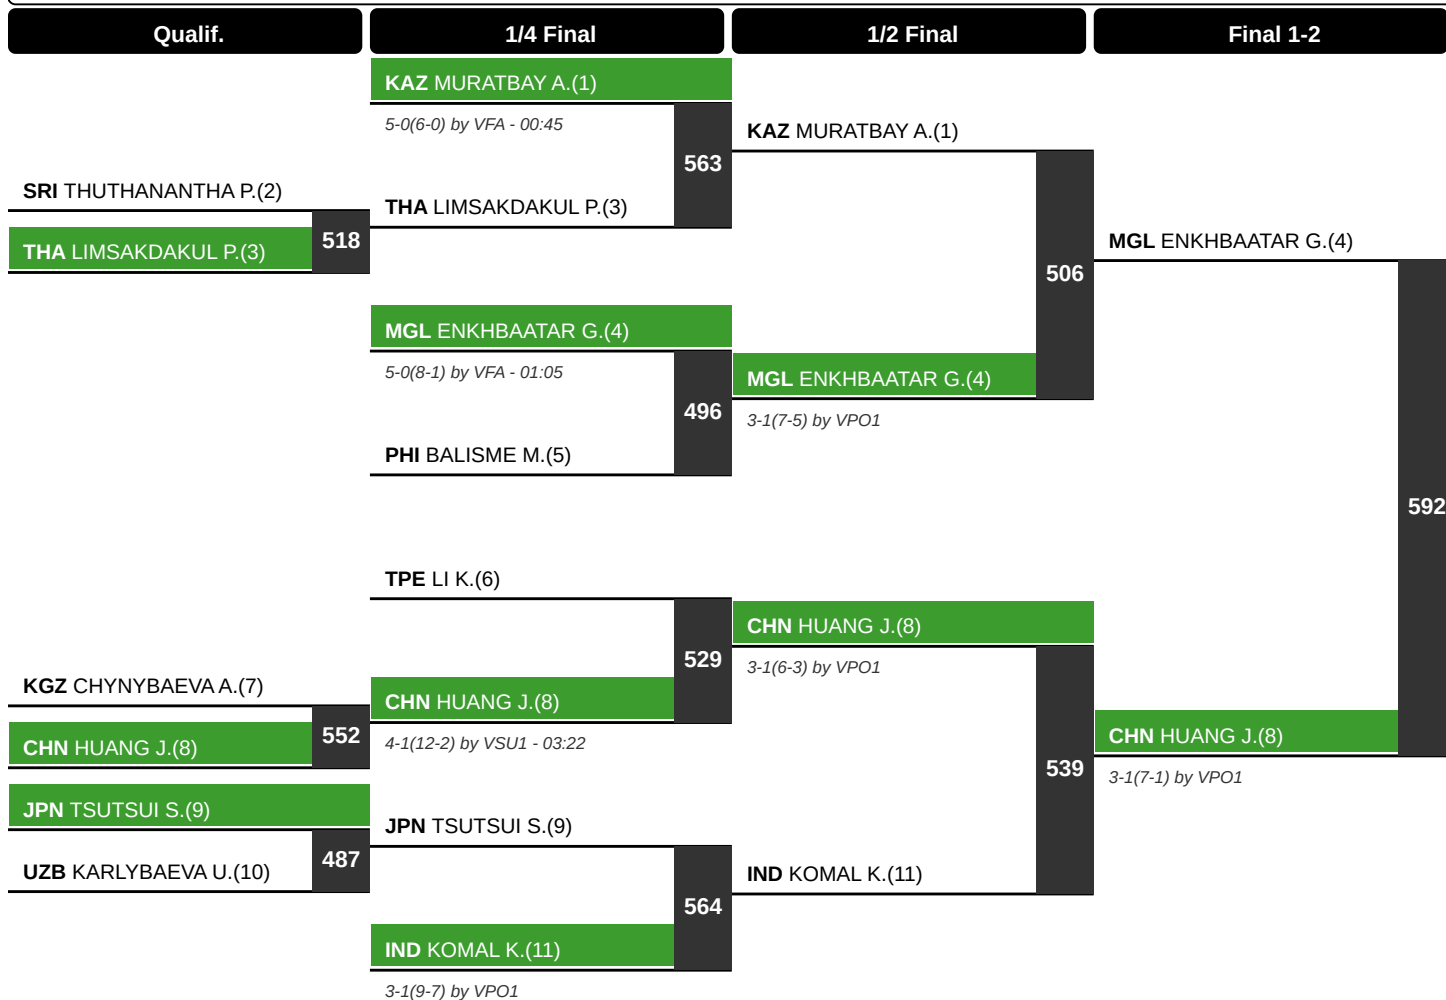 Qualif.
1/4 Final
1/2 Final
Final 1-2
SRI THUTHANANTHA P.(2)
THA LIMSAKDAKUL P.(3)
518
KGZ CHYNYBAEVA A.(7)
CHN HUANG J.(8)
552
JPN TSUTSUI S.(9)
UZB KARLYBAEVA U.(10)
487
KAZ MURATBAY A.(1)
5-0(6-0) by VFA - 00:45
563
THA LIMSAKDAKUL P.(3)
MGL ENKHBAATAR G.(4)
5-0(8-1) by VFA - 01:05
496
PHI BALISME M.(5)
TPE LI K.(6)
529
CHN HUANG J.(8)
4-1(12-2) by VSU1 - 03:22
JPN TSUTSUI S.(9)
564
IND KOMAL K.(11)
3-1(9-7) by VPO1
KAZ MURATBAY A.(1)
506
MGL ENKHBAATAR G.(4)
3-1(7-5) by VPO1
CHN HUANG J.(8)
3-1(6-3) by VPO1
539
IND KOMAL K.(11)
MGL ENKHBAATAR G.(4)
592
CHN HUANG J.(8)
3-1(7-1) by VPO1